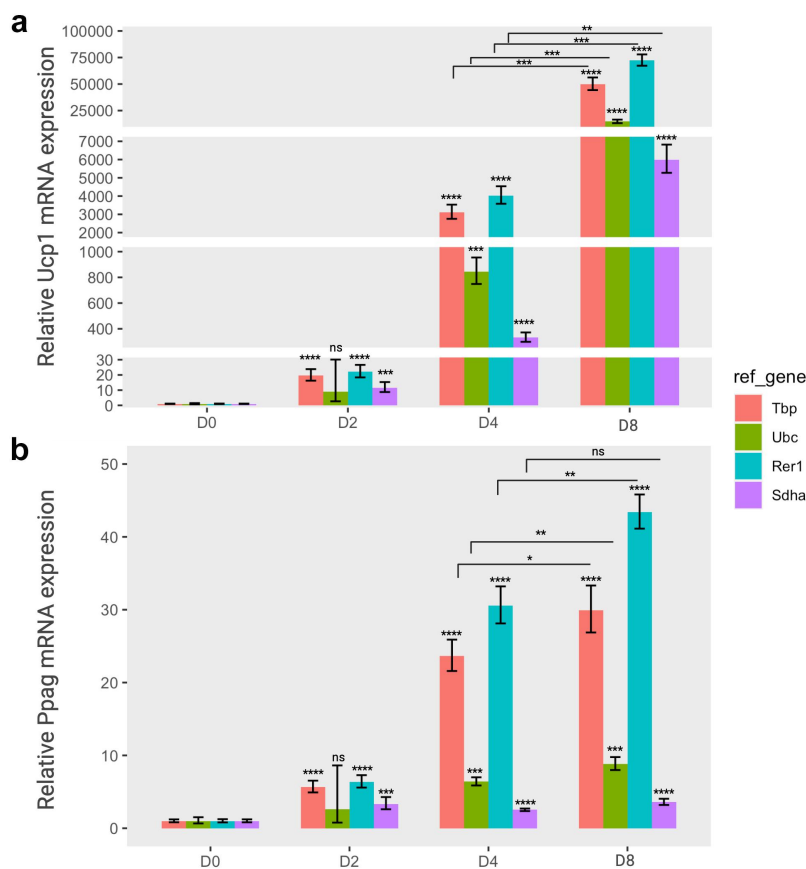 a
Relative Ucp1 mRNA expression
100000
75000
50000
25000
7000
6000
5000
4000
3000
2000
1000
800
600
400
30
20
10
0
**
***
***
***
**** **** **** ****
**** *** **** ****
**** ns **** ***
D0 D2 D4 D8
b
Relative Ppag mRNA expression
50
40
30
20
10
0
ns
**
**
*
**** *** **** ****
**** *** **** ****
**** ns **** ***
D0 D2 D4 D8
ref_gene
Tbp
Ubc
Rer1
Sdha